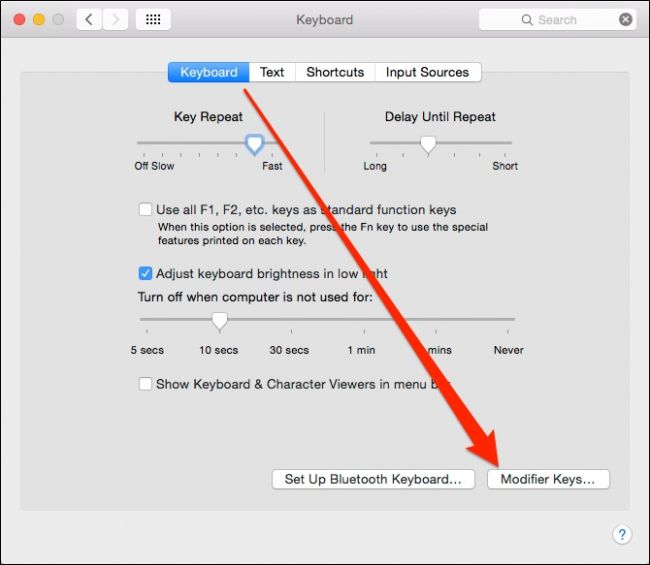 Keyboard
Search
Keyboard Text Shortcuts Input Sources
Key Repeat
Delay Until Repeat
Off Slow Fast
Long Short
Use all F1, F2, etc. keys as standard function keys
When this option is selected, press the Fn key to use the special
features printed on each key.
Adjust keyboard brightness in low light
Turn off when computer is not used for:
5 secs 10 secs 30 secs 1 min mins Never
Show Keyboard & Character Viewers in menu
Set Up Bluetooth Keyboard... Modifier Keys...
?